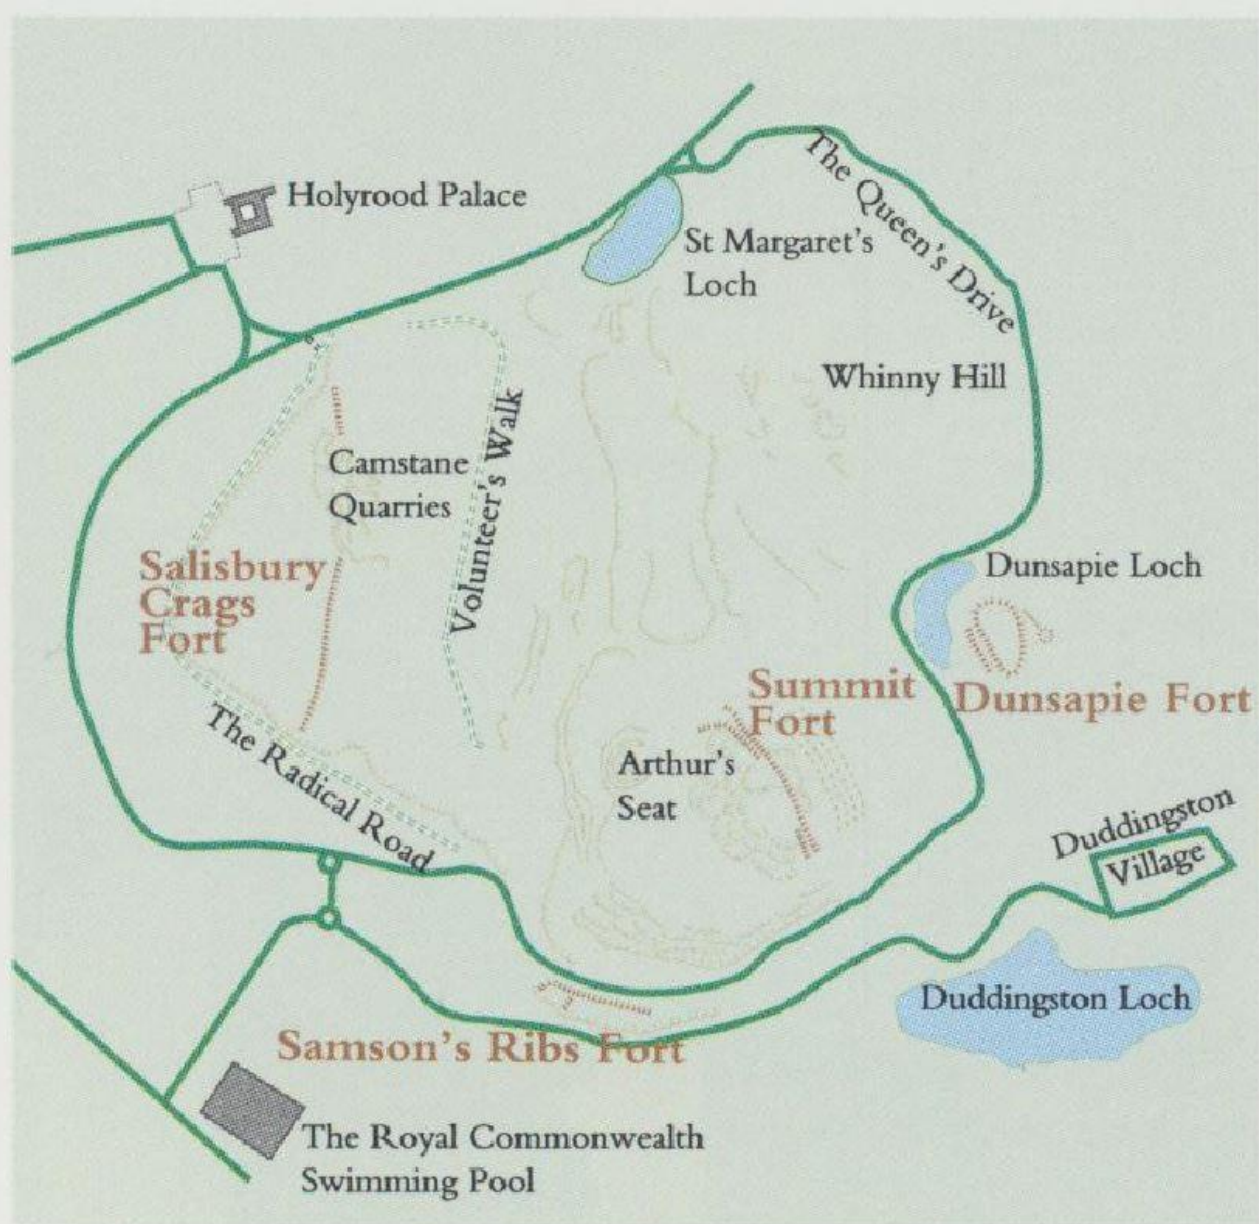 Holyrood Palace
St Margaret's
Loch
The Queen's Drive
Whinny Hill
Camstane
Quarries
Volunteer's Walk
Salisbury
Crags
Fort
Dunsapie Loch
Summit
Fort
Dunsapie Fort
The Radical Road
Arthur's
Seat
Duddingston
Village
Duddingston Loch
Samson's Ribs Fort
The Royal Commonwealth
Swimming Pool